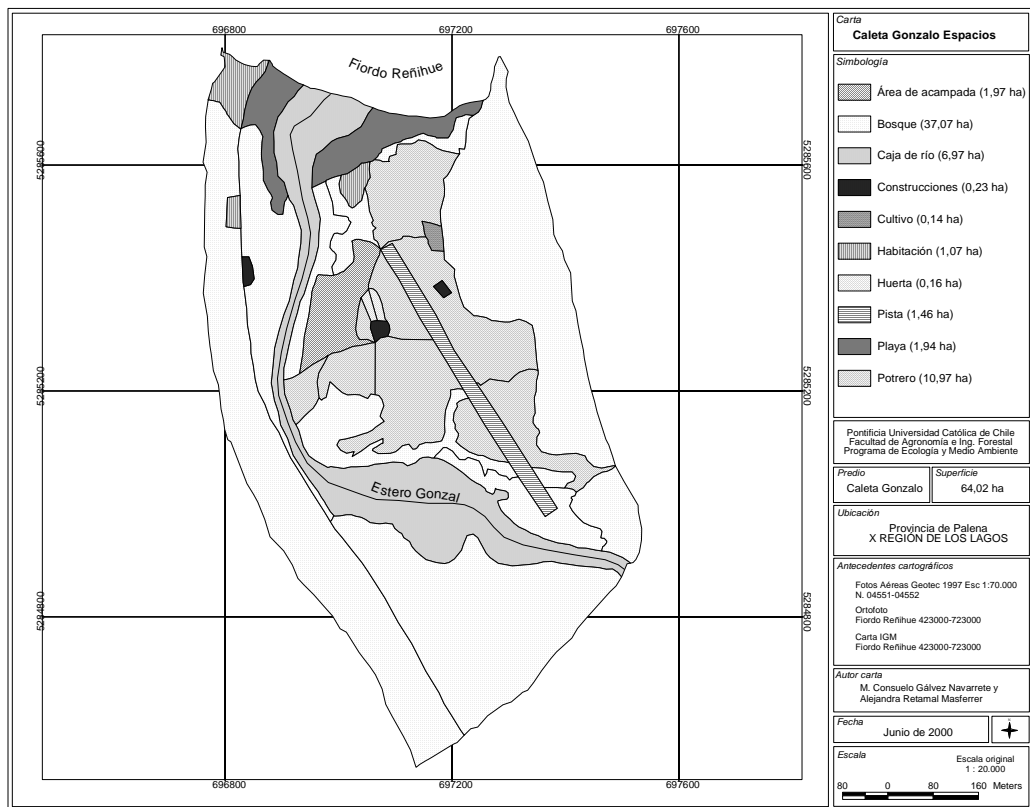 696800
697200
697600
Fiordo Reñihue
5285600
5285600
5285200
5285200
Estero Gonzal
5284800
5284800
696800
697200
697600
Carta
Caleta Gonzalo Espacios
Simbología
Área de acampada (1,97 ha)
Bosque (37,07 ha)
Caja de río (6,97 ha)
Construcciones (0,23 ha)
Cultivo (0,14 ha)
Habitación (1,07 ha)
Huerta (0,16 ha)
Pista (1,46 ha)
Playa (1,94 ha)
Potrero (10,97 ha)
Pontificia Universidad Católica de Chile
Facultad de Agronomía e Ing. Forestal
Programa de Ecología y Medio Ambiente
Predio
Caleta Gonzalo
Superficie
64,02 ha
Ubicación
Provincia de Palena
X REGIÓN DE LOS LAGOS
Antecedentes cartográficos
Fotos Aéreas Geotec 1997 Esc 1:70.000
N. 04551-04552
Ortofoto
Fiordo Reñihue 423000-723000
Carta IGM
Fiordo Reñihue 423000-723000
Autor carta
M. Consuelo Gálvez Navarrete y
Alejandra Retamal Masferrer
Fecha
Junio de 2000
Escala
Escala original
1 : 20.000
80 0 80 160 Meters